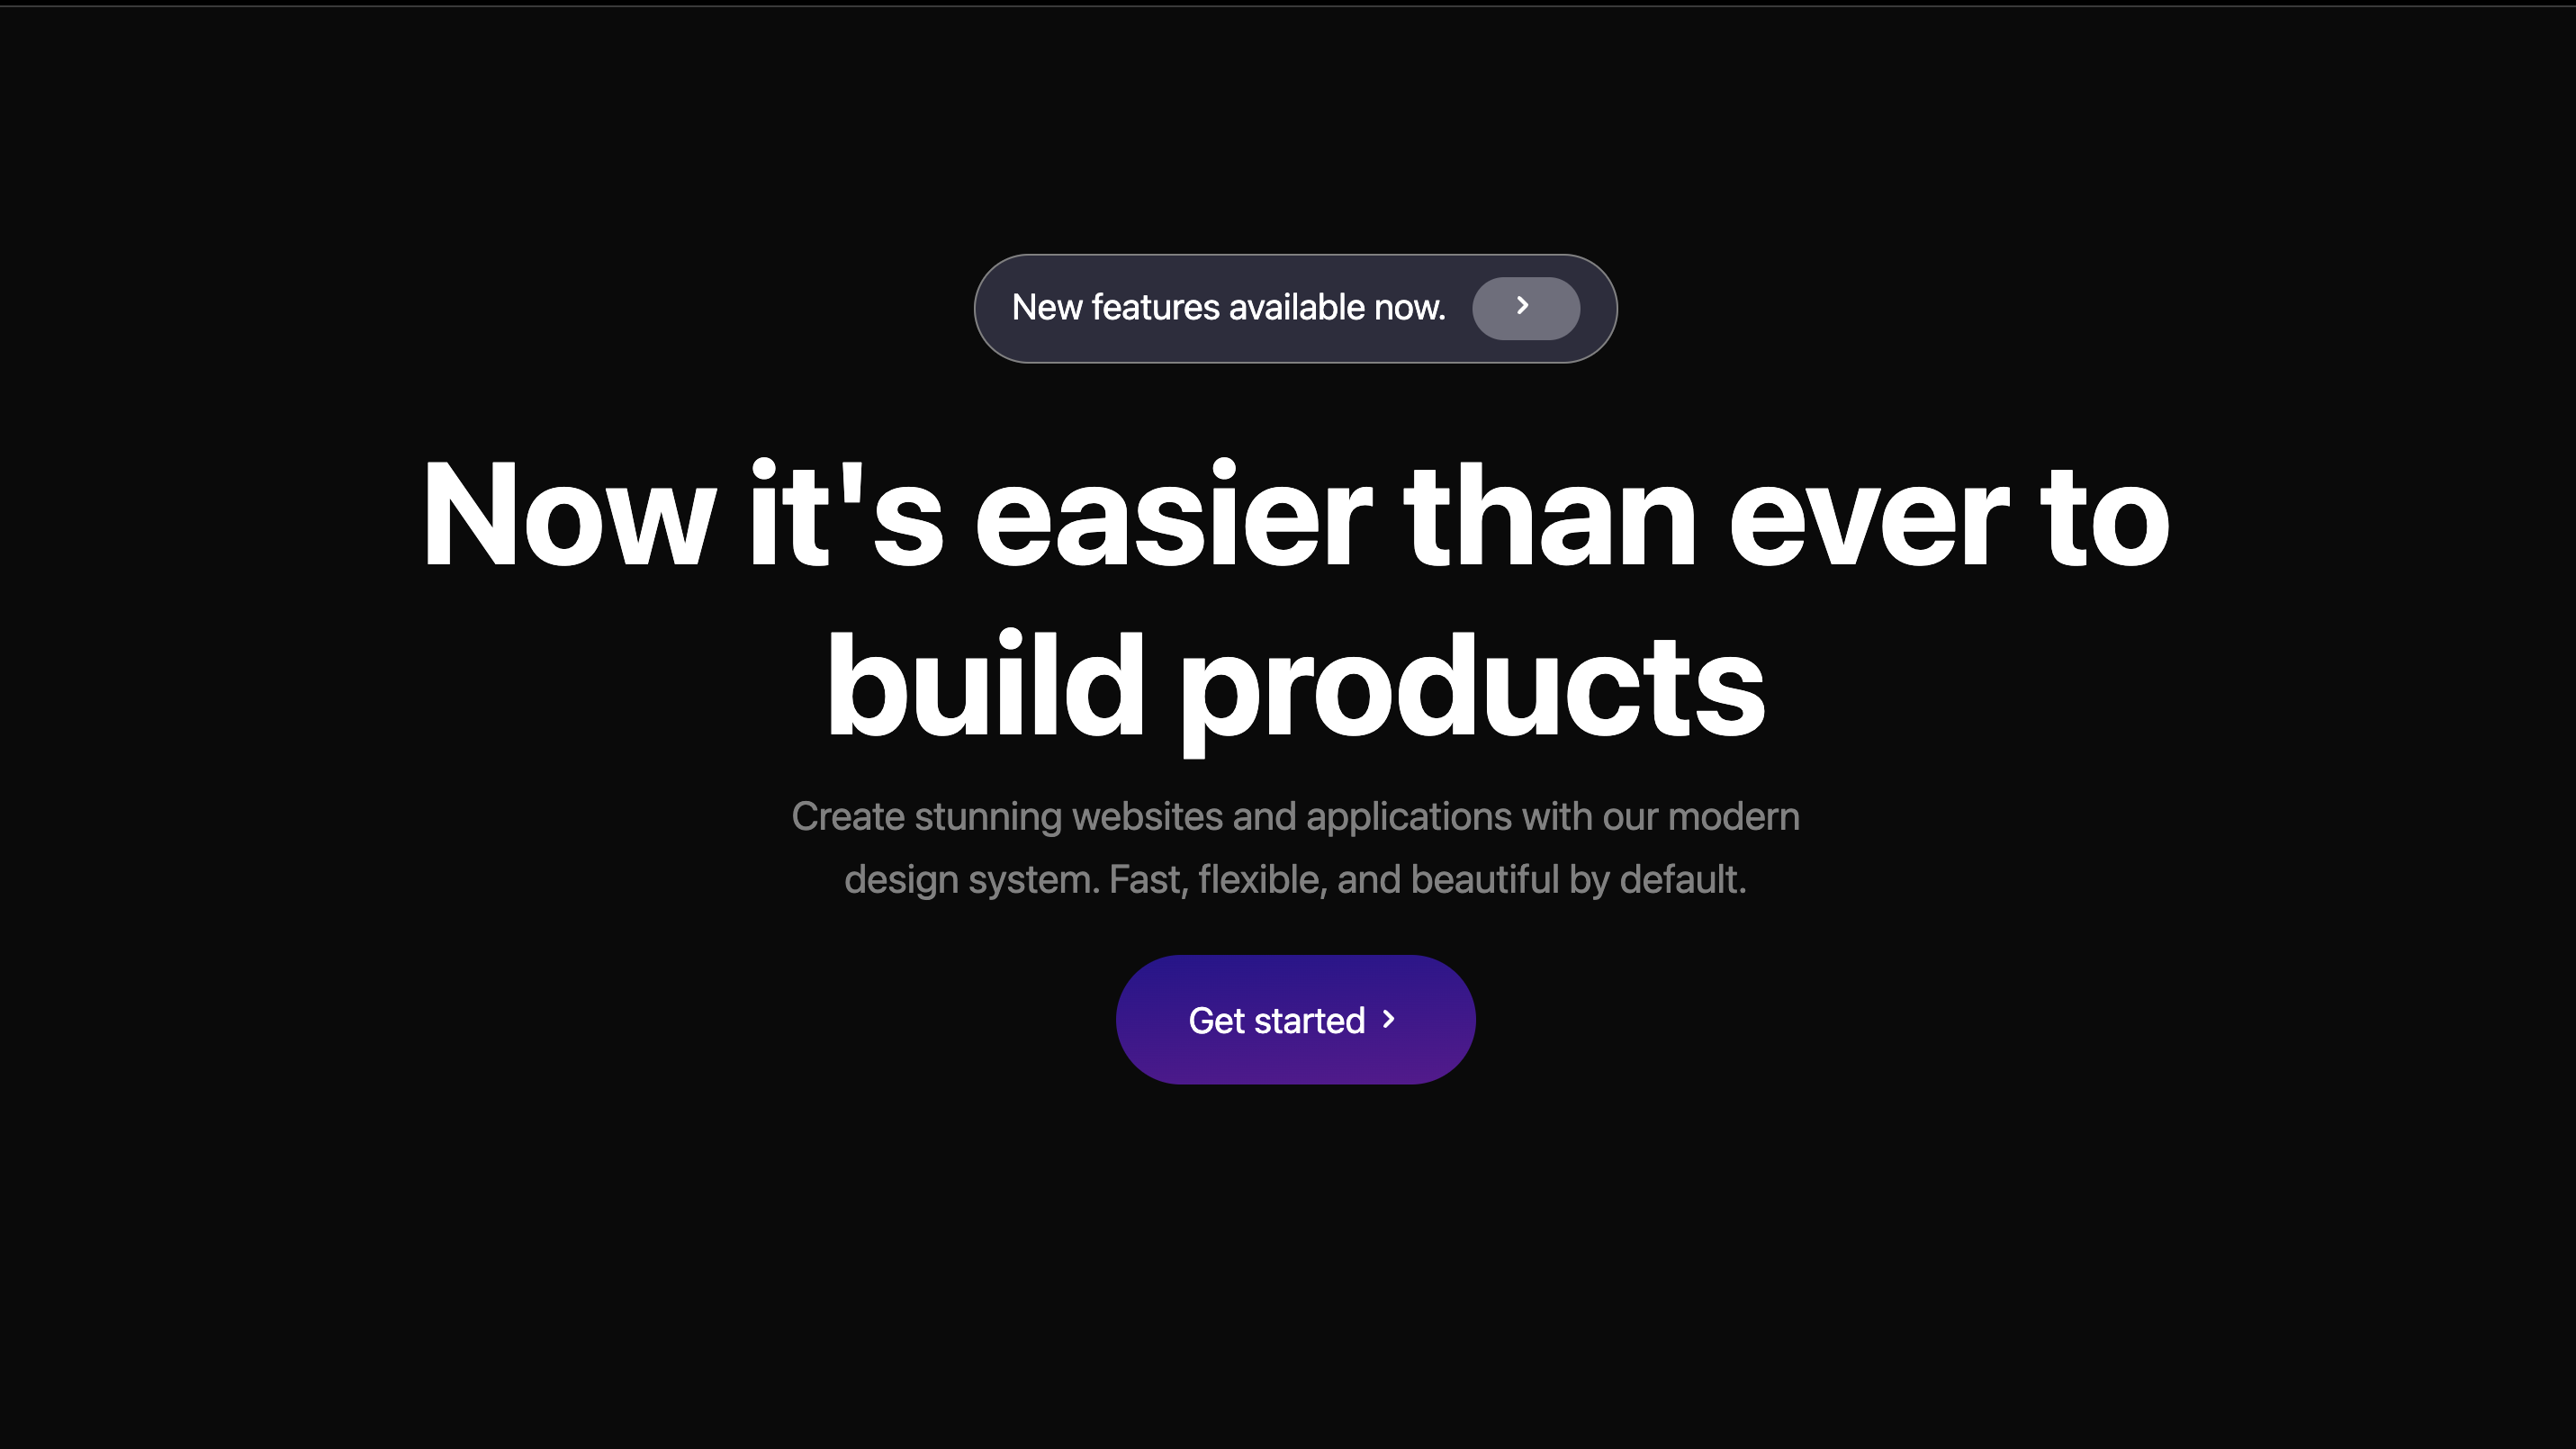 New features available now.
Now it's easier than ever to
build products
Create stunning websites and applications with our modern
design system. Fast, flexible, and beautiful by default.
Get started